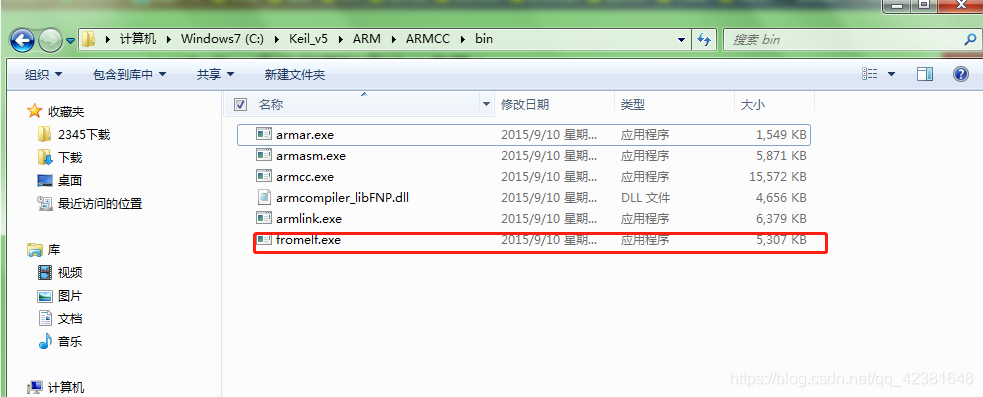 计算机 Windows7 (C:) Keil_v5 ARM ARMCC bin 搜索 bin
组织 包含到库中 共享 新建文件夹
收藏夹
2345下载
下载
桌面
最近访问的位置
库
视频
图片
文档
音乐
计算机
名称 修改日期 类型 大小
armar.exe 2015/9/10 星期... 应用程序 1,549 KB
armasm.exe 2015/9/10 星期... 应用程序 5,871 KB
armcc.exe 2015/9/10 星期... 应用程序 15,572 KB
armcompiler_libFNP.dll 2015/9/10 星期... DLL 文件 4,656 KB
armlink.exe 2015/9/10 星期... 应用程序 6,379 KB
fromelf.exe 2015/9/10 星期... 应用程序 5,307 KB
https://blog.csdn.net/qq_42381648